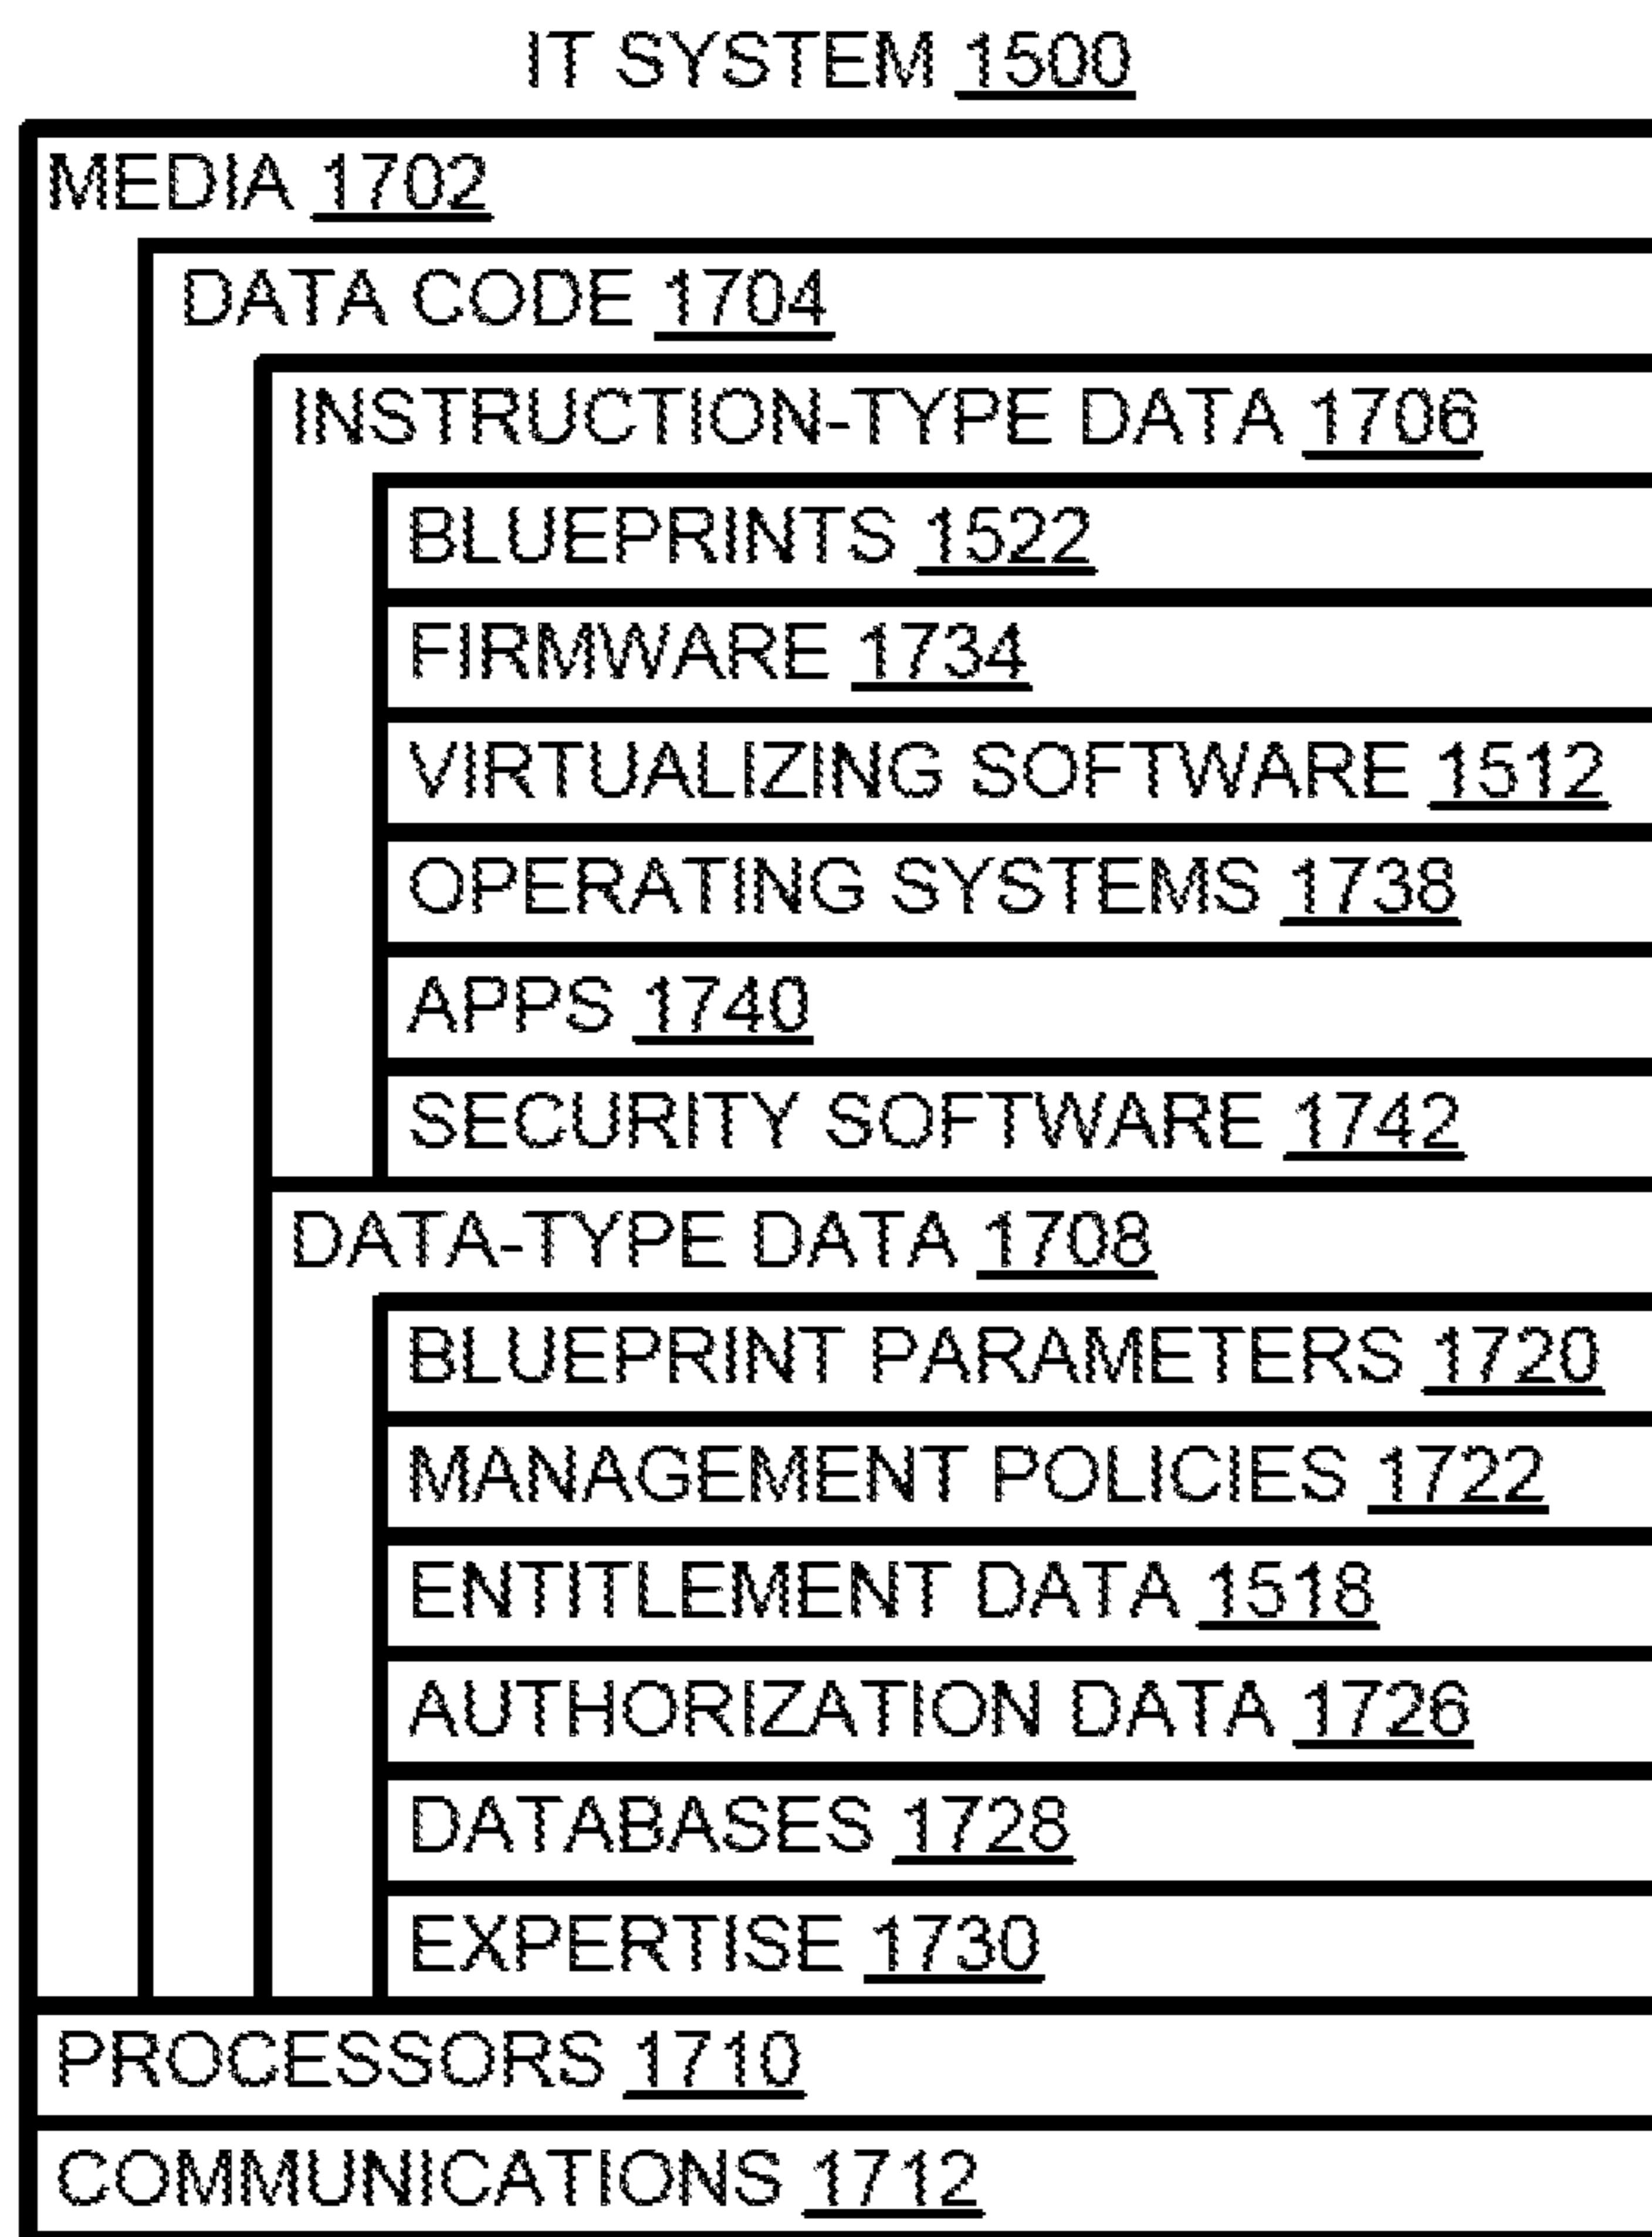 IT SYSTEM 1500
MEDIA 1702
DATA CODE 1704
INSTRUCTION-TYPE DATA 1706
BLUEPRINTS 1522
FIRMWARE 1734
VIRTUALIZING SOFTWARE 1512
OPERATING SYSTEMS 1738
APPS 1740
SECURITY SOFTWARE 1742
DATA-TYPE DATA 1708
BLUEPRINT PARAMETERS 1720
MANAGEMENT POLICIES 1722
ENTITLEMENT DATA 1518
AUTHORIZATION DATA 1726
DATABASES 1728
EXPERTISE 1730
PROCESSORS 1710
COMMUNICATIONS 1712